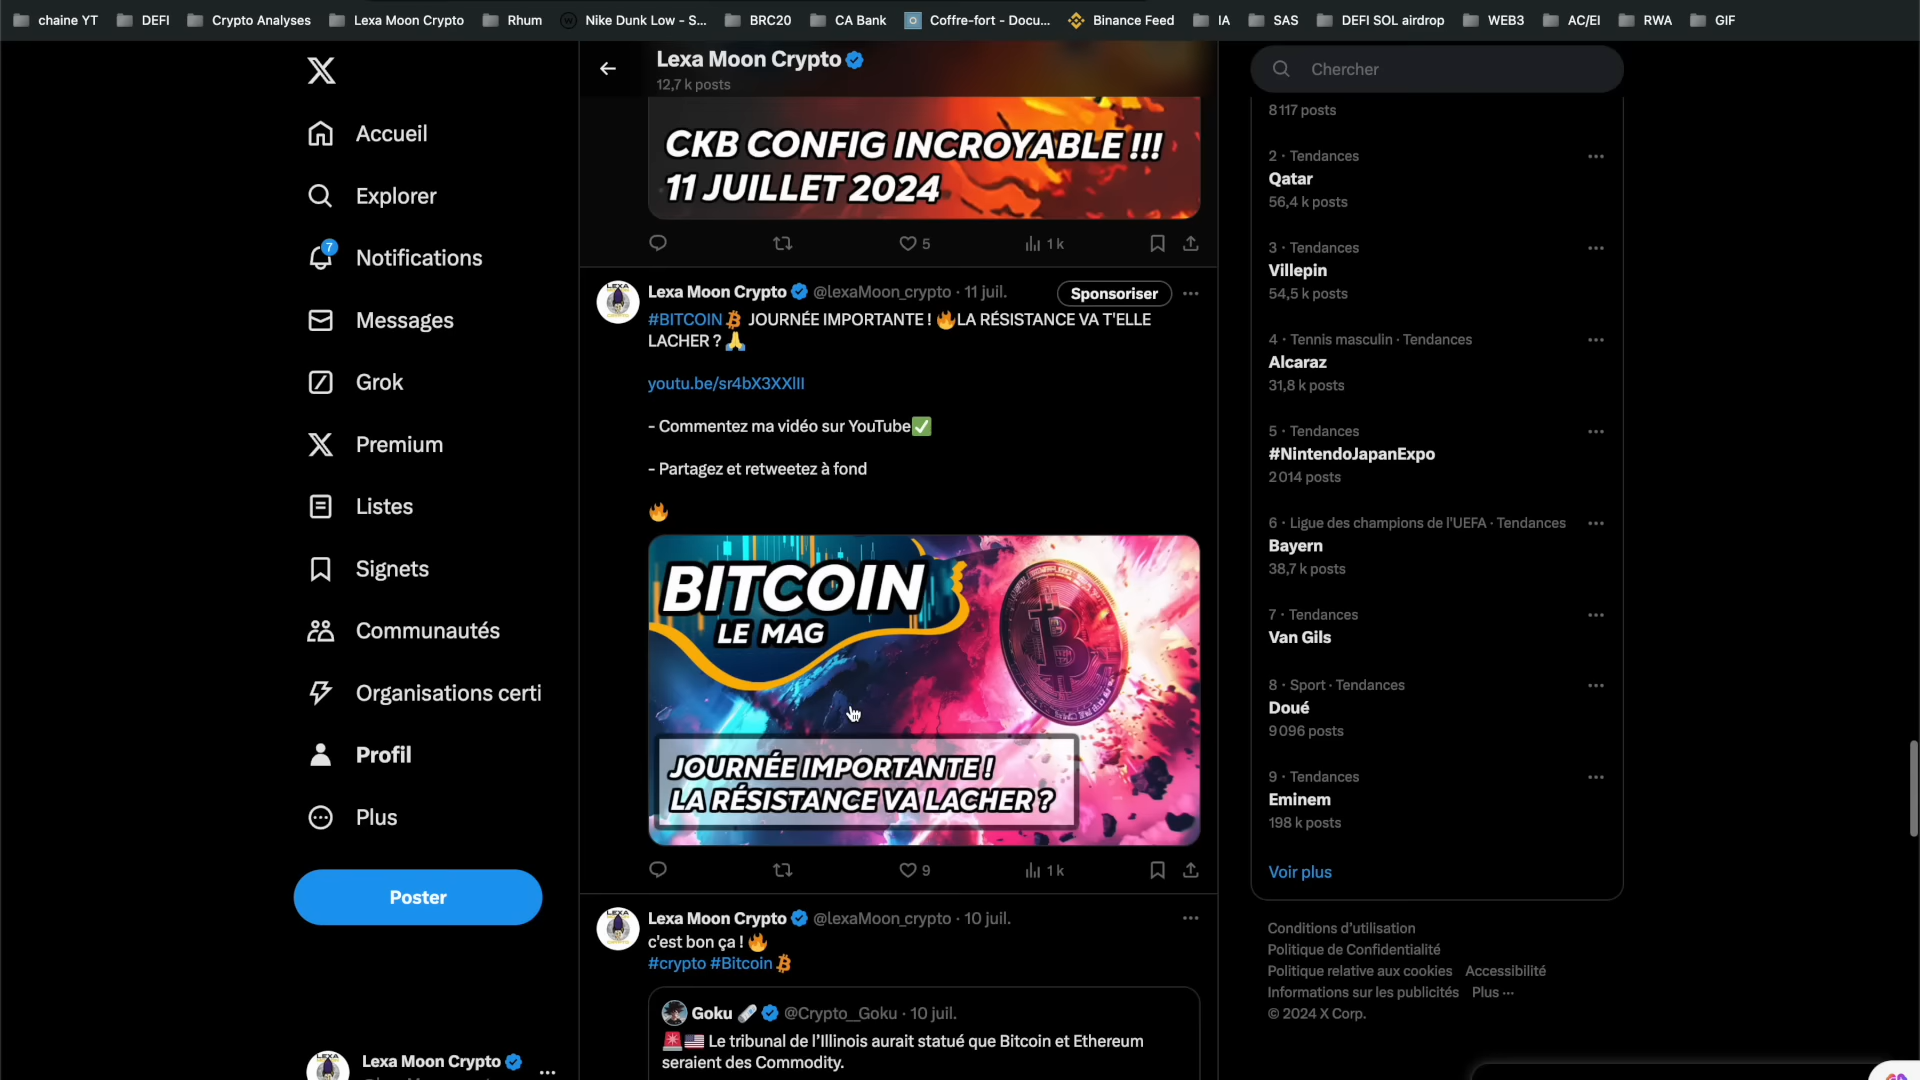 chaine YT
DEFI
Crypto Analyses
Lexa Moon Crypto
Rhum
Nike Dunk Low - S...
BRC20
CA Bank
Coffre-fort - Docu...
Binance Feed
IA
SAS
DEFI SOL airdrop
WEB3
AC/EI
RWA
GIF
Accueil
Explorer
7
Notifications
Messages
Grok
Premium
Listes
Signets
Communautés
Organisations certi
Profil
Plus
Poster
Lexa Moon Crypto
Lexa Moon Crypto
12,7 k posts
CKB CONFIG INCROYABLE !!!
11 JUILLET 2024
5
1 k
Lexa Moon Crypto @lexaMoon_crypto · 11 juil.
Sponsoriser
#BITCOIN JOURNÉE IMPORTANTE ! 🔥LA RÉSISTANCE VA T'ELLE
LACHER ? 🙏
youtu.be/sr4bX3XXlII
- Commentez ma vidéo sur YouTube✅
- Partagez et retweetez à fond
🔥
BITCOIN
LE MAG
JOURNÉE IMPORTANTE !
LA RÉSISTANCE VA LACHER ?
9
1 k
Lexa Moon Crypto @lexaMoon_crypto · 10 juil.
c'est bon ça ! 🔥
#crypto #Bitcoin
Goku @Crypto__Goku · 10 juil.
🚨🇺🇸 Le tribunal de l'Illinois aurait statué que Bitcoin et Ethereum
seraient des Commodity.
Chercher
8 117 posts
2 · Tendances
Qatar
56,4 k posts
3 · Tendances
Villepin
54,5 k posts
4 · Tennis masculin · Tendances
Alcaraz
31,8 k posts
5 · Tendances
#NintendoJapanExpo
2 014 posts
6 · Ligue des champions de l'UEFA · Tendances
Bayern
38,7 k posts
7 · Tendances
Van Gils
8 · Sport · Tendances
Doué
9 096 posts
9 · Tendances
Eminem
198 k posts
Voir plus
Conditions d'utilisation
Politique de Confidentialité
Politique relative aux cookies Accessibilité
Informations sur les publicités Plus ···
© 2024 X Corp.